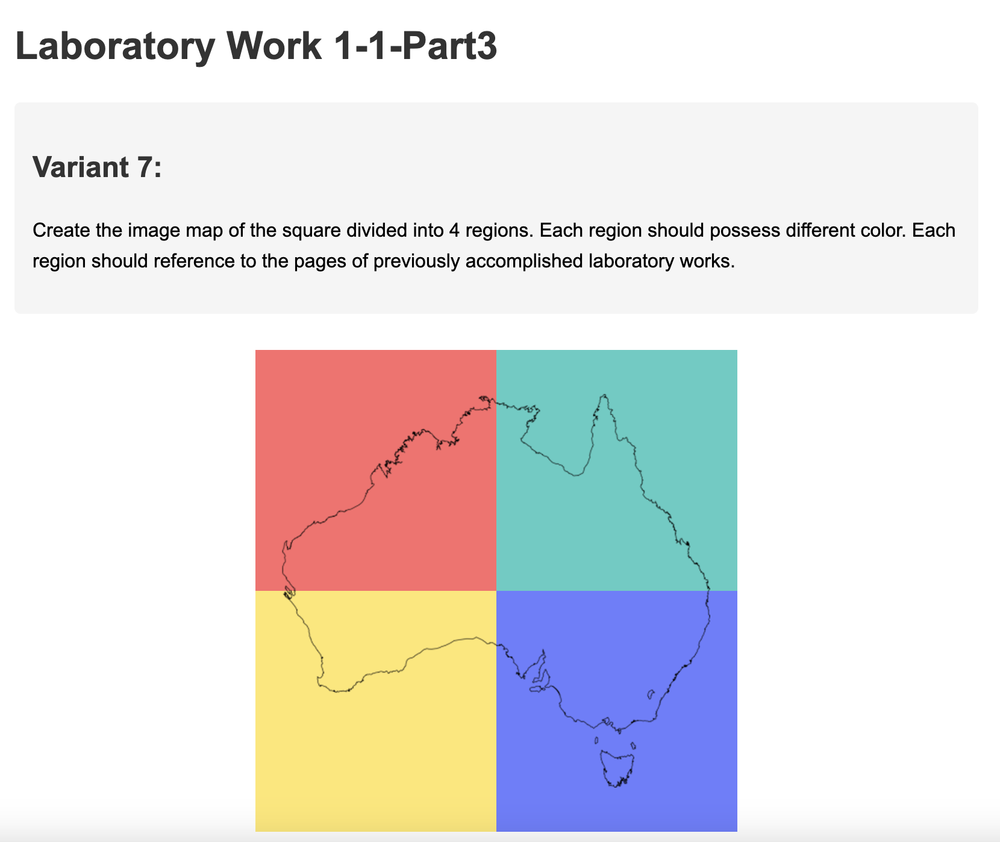 Laboratory Work 1-1-Part3
Variant 7:
Create the image map of the square divided into 4 regions. Each region should possess different color. Each
region should reference to the pages of previously accomplished laboratory works.